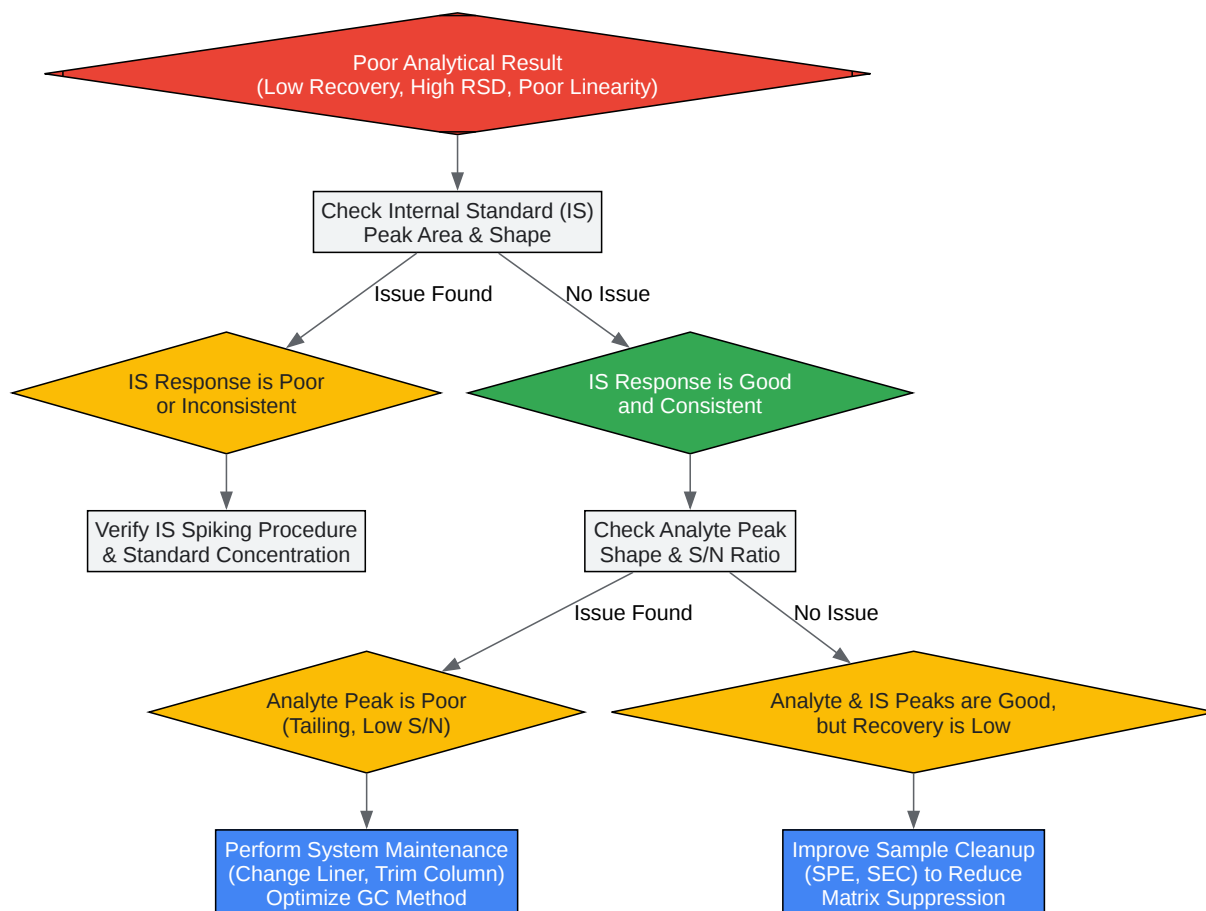 Poor Analytical Result
(Low Recovery, High RSD, Poor Linearity)
Check Internal Standard (IS)
Peak Area & Shape
Issue Found
No Issue
IS Response is Poor
or Inconsistent
IS Response is Good
and Consistent
Verify IS Spiking Procedure
& Standard Concentration
Check Analyte Peak
Shape & S/N Ratio
Issue Found
No Issue
Analyte Peak is Poor
(Tailing, Low S/N)
Analyte & IS Peaks are Good,
but Recovery is Low
Perform System Maintenance
(Change Liner, Trim Column)
Optimize GC Method
Improve Sample Cleanup
(SPE, SEC) to Reduce
Matrix Suppression